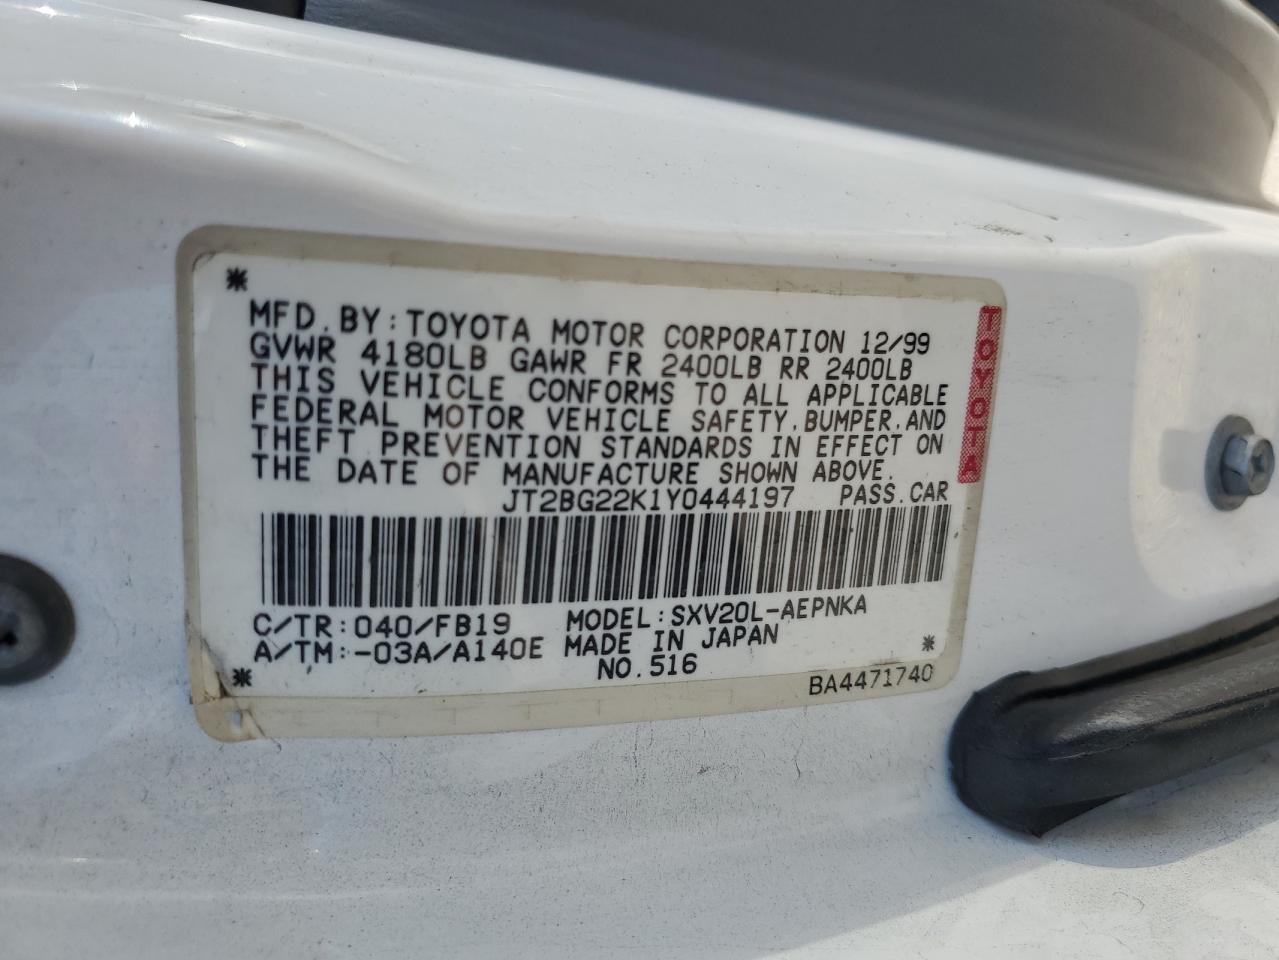 MFD. BY: TOYOTA MOTOR CORPORATION 12/99
GVWR 4180LB GAWR FR 2400LB RR 2400LB
THIS VEHICLE CONFORMS TO ALL APPLICABLE
FEDERAL MOTOR VEHICLE SAFETY, BUMPER, AND
THEFT PREVENTION STANDARDS IN EFFECT ON
THE DATE OF MANUFACTURE SHOWN ABOVE.
JT2BG22K1Y0444197 PASS. CAR
C/TR: 040/FB19 MODEL: SXV20L-AEPNKA
A/TM: -03A/A140E MADE IN JAPAN
NO. 516
BA4471740
TOYOTA